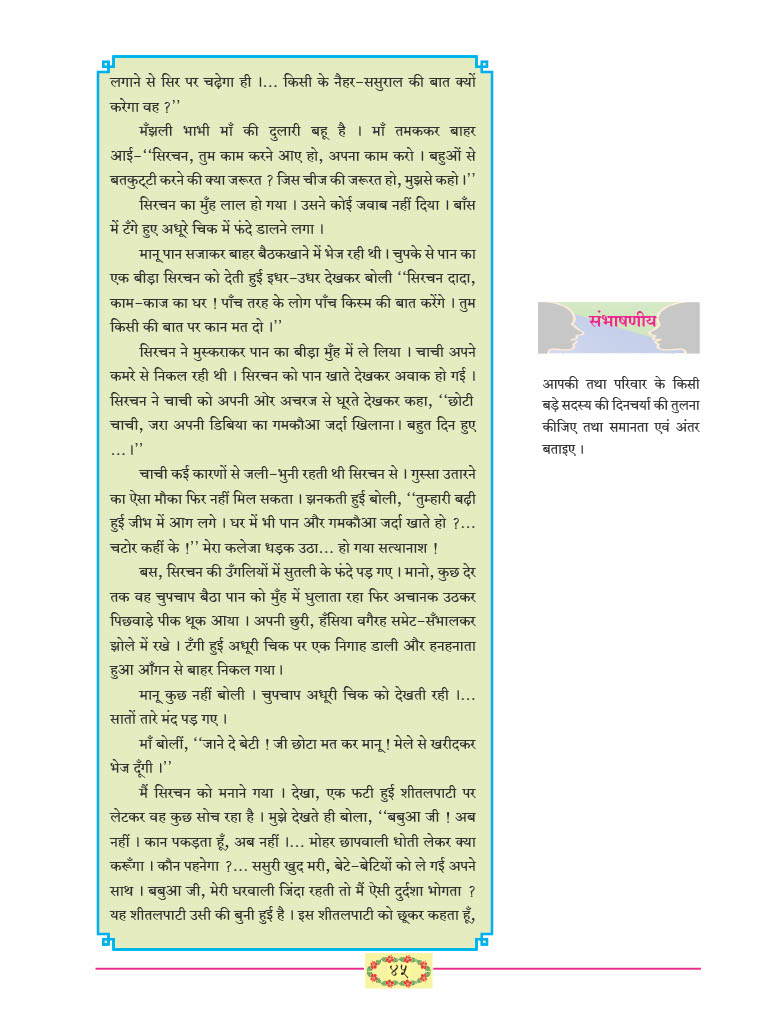 लगाने से सिर पर चढ़ेगा ही ।... किसी के नैहर-ससुराल की बात क्यों
करेगा वह ?’’
मँझली भाभी माँ की दुलारी बहू है । माँ तमककर बाहर
आई-‘‘सिरचन, तुम काम करने आए हो, अपना काम करो । बहुओं से
बतकुट्टी करने की क्या जरूरत ? जिस चीज की जरूरत हो, मुझसे कहो ।’’
सिरचन का मुँह लाल हो गया । उसने कोई जवाब नहीं दिया । बाँस
में टँगे हुए अधूरे चिक में फंदे डालने लगा ।
मानू पान सजाकर बाहर बैठकखाने में भेज रही थी । चुपके से पान का
एक बीड़ा सिरचन को देती हुई इधर-उधर देखकर बोली ‘‘सिरचन दादा,
काम-काज का घर ! पाँच तरह के लोग पाँच किस्म की बात करेंगे । तुम
किसी की बात पर कान मत दो ।’’
सिरचन ने मुस्कराकर पान का बीड़ा मुँह में ले लिया । चाची अपने
कमरे से निकल रही थी । सिरचन को पान खाते देखकर अवाक हो गई ।
सिरचन ने चाची को अपनी ओर अचरज से घूरते देखकर कहा, ‘‘छोटी
चाची, जरा अपनी डिबिया का गमकौआ जर्दा खिलाना । बहुत दिन हुए
... ।’’
चाची कई कारणों से जली-भुनी रहती थी सिरचन से । गुस्सा उतारने
का ऐसा मौका फिर नहीं मिल सकता । झनकती हुई बोली, ‘‘तुम्हारी बढ़ी
हुई जीभ में आग लगे । घर में भी पान और गमकौआ जर्दा खाते हो ?...
चटोर कहीं के !’’ मेरा कलेजा धड़क उठा... हो गया सत्यानाश !
बस, सिरचन की उँगलियों में सुतली के फंदे पड़ गए । मानो, कुछ देर
तक वह चुपचाप बैठा पान को मुँह में घुलाता रहा फिर अचानक उठकर
पिछवाड़े पीक थूक आया । अपनी छुरी, हँसिया वगैरह समेट-सँभालकर
झोले में रखे । टँगी हुई अधूरी चिक पर एक निगाह डाली और हनहनाता
हुआ आँगन से बाहर निकल गया ।
मानू कुछ नहीं बोली । चुपचाप अधूरी चिक को देखती रही ।...
सातों तारे मंद पड़ गए ।
माँ बोलीं, ‘‘जाने दे बेटी ! जी छोटा मत कर मानू ! मेले से खरीदकर
भेज दूँगी ।’’
मैं सिरचन को मनाने गया । देखा, एक फटी हुई शीतलपाटी पर
लेटकर वह कुछ सोच रहा है । मुझे देखते ही बोला, ‘‘बबुआ जी ! अब
नहीं । कान पकड़ता हूँ, अब नहीं ।... मोहर छापवाली धोती लेकर क्या
करूँगा । कौन पहनेगा ?... ससुरी खुद मरी, बेटे-बेटियों को ले गई अपने
साथ । बबुआ जी, मेरी घरवाली जिंदा रहती तो मैं ऐसी दुर्दशा भोगता ?
यह शीतलपाटी उसी की बुनी हुई है । इस शीतलपाटी को छूकर कहता हूँ,
संभाषणीय
आपकी तथा परिवार के किसी
बड़े सदस्य की दिनचर्या की तुलना
कीजिए तथा समानता एवं अंतर
बताइए ।
४५